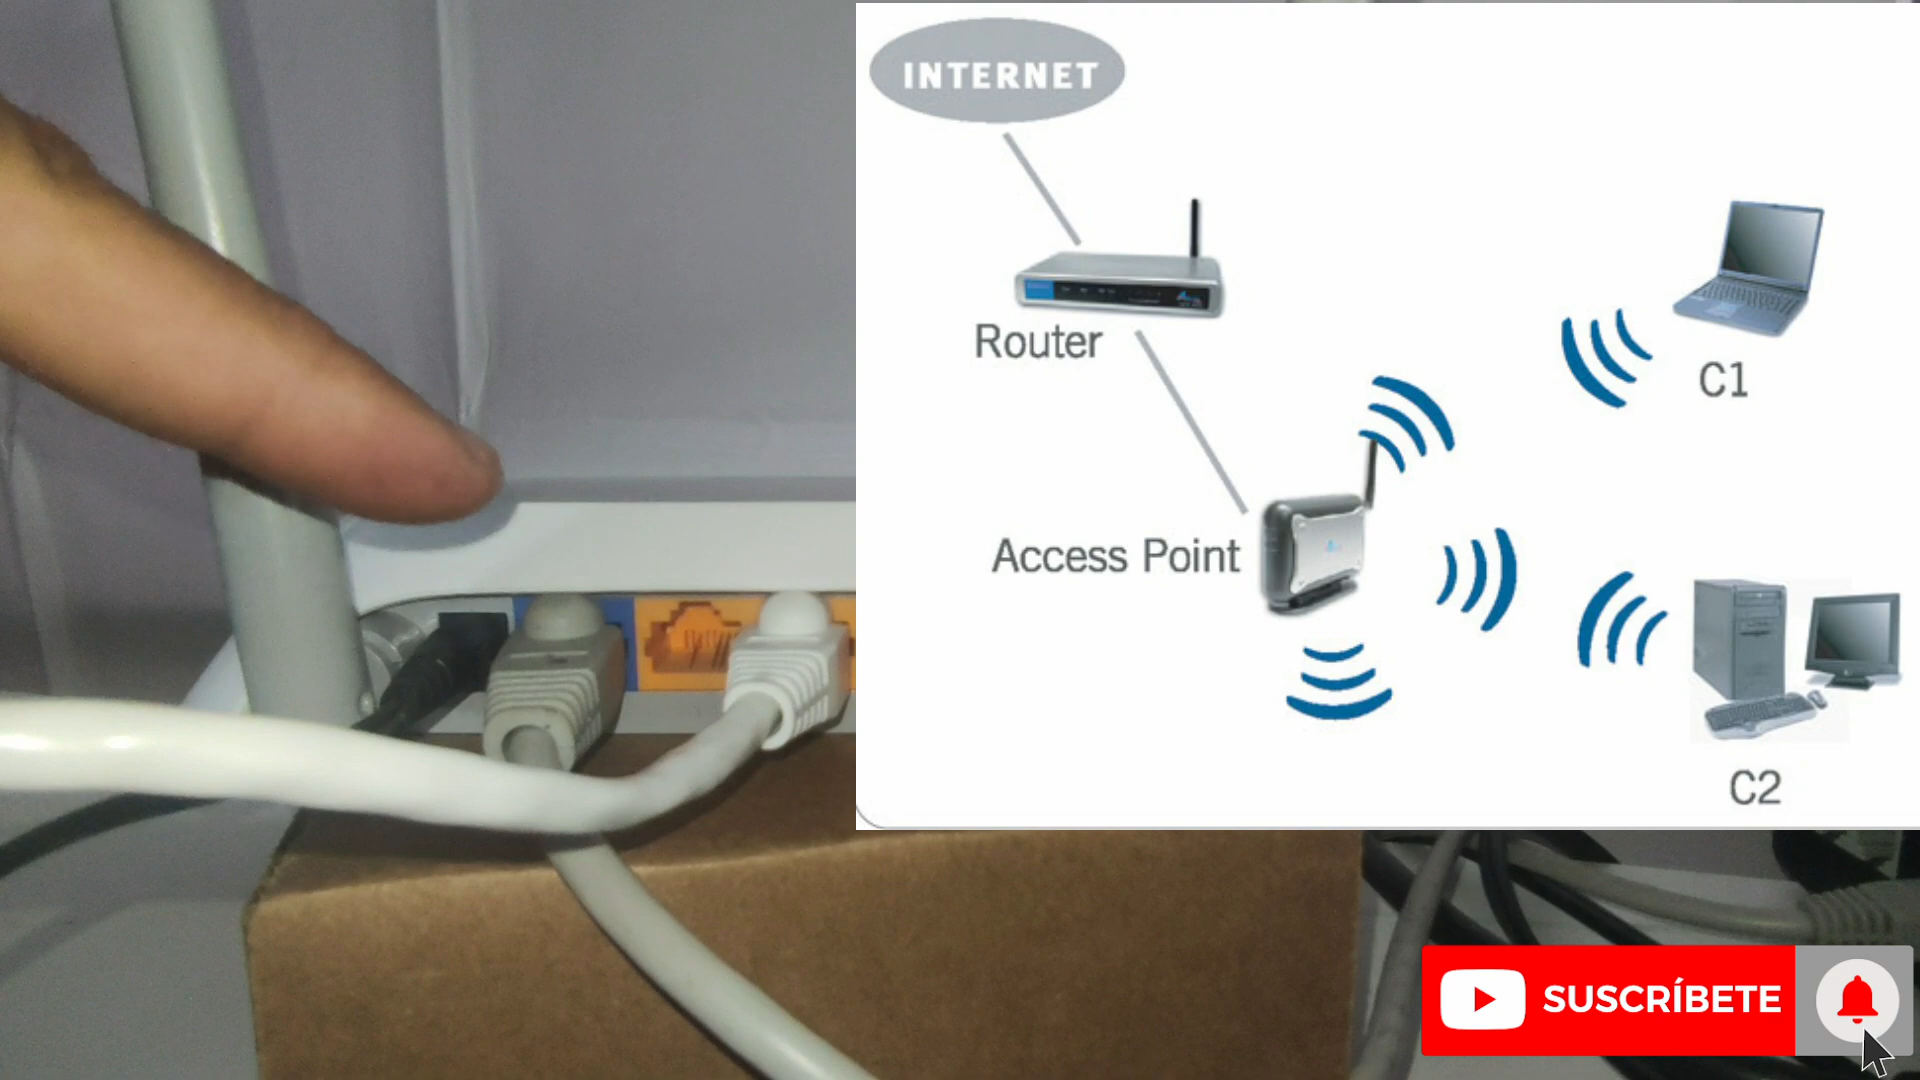 INTERNET
Router
C1
Access Point
C2
SUSCRÍBETE